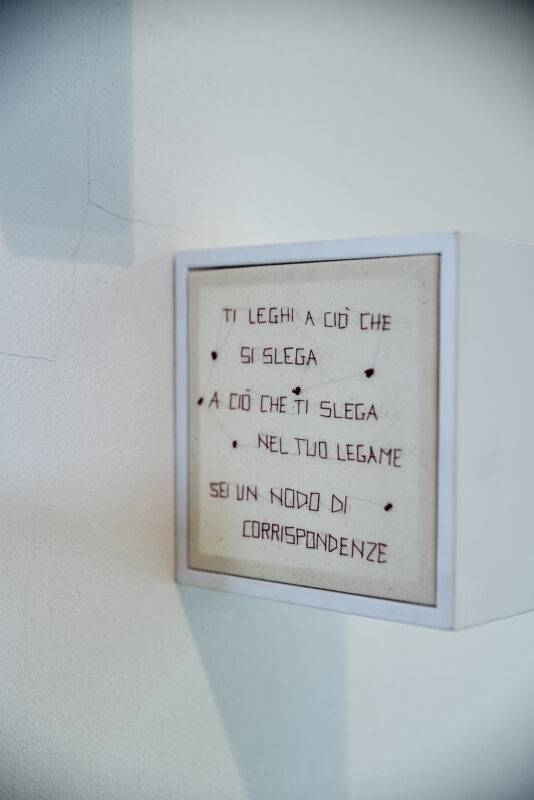 TI LEGHI A CIÒ CHE
SI SLEGA
A CIÒ CHE TI SLEGA
NEL TUO LEGAME
SEI UN NODO DI
CORRISPONDENZE